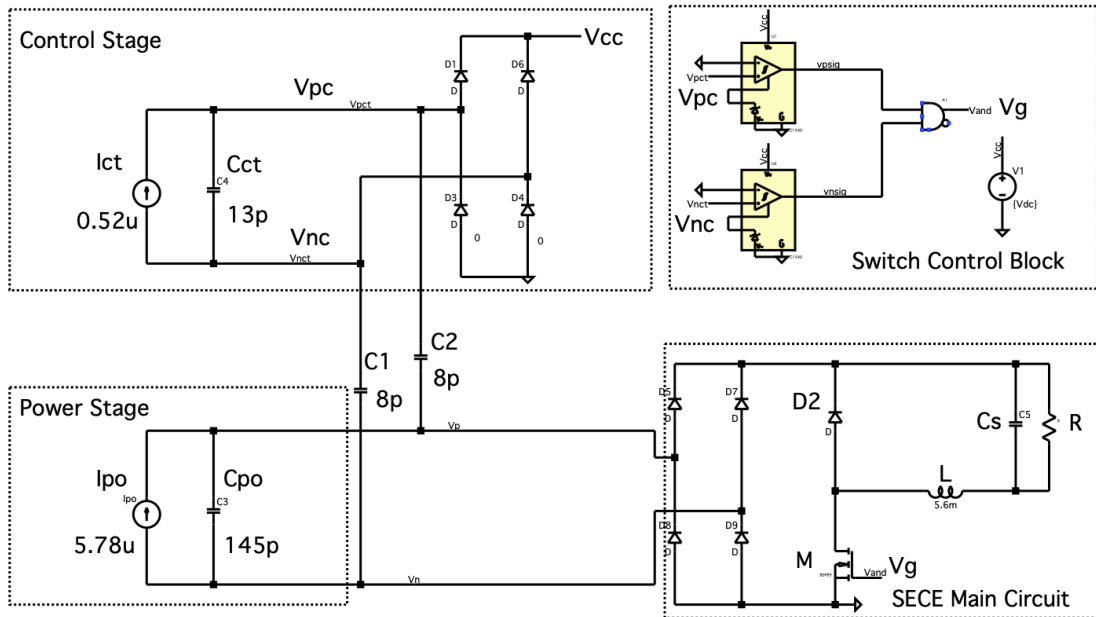 Control Stage
Vcc
D1
D
D6
D
Vpc
Vpct
Ict
0.52u
Cct
C4
13p
D3
D
0
D4
D
0
Vnc
Vnct
Vcc
U1
Vpct
Vpc
G
vpsig
A1
Vand
Vg
Vcc
Vnct
Vnc
G
vnsig
Vcc
V1
+
-
{Vdc}
Switch Control Block
C1
8p
C2
8p
Power Stage
Ipo
Ipo
5.78u
Cpo
C3
145p
Vp
Vn
D5
D
D7
D
D2
D
Cs
C5
R
L
5.6m
D8
D
D9
D
M
Vand
Vg
SECE Main Circuit